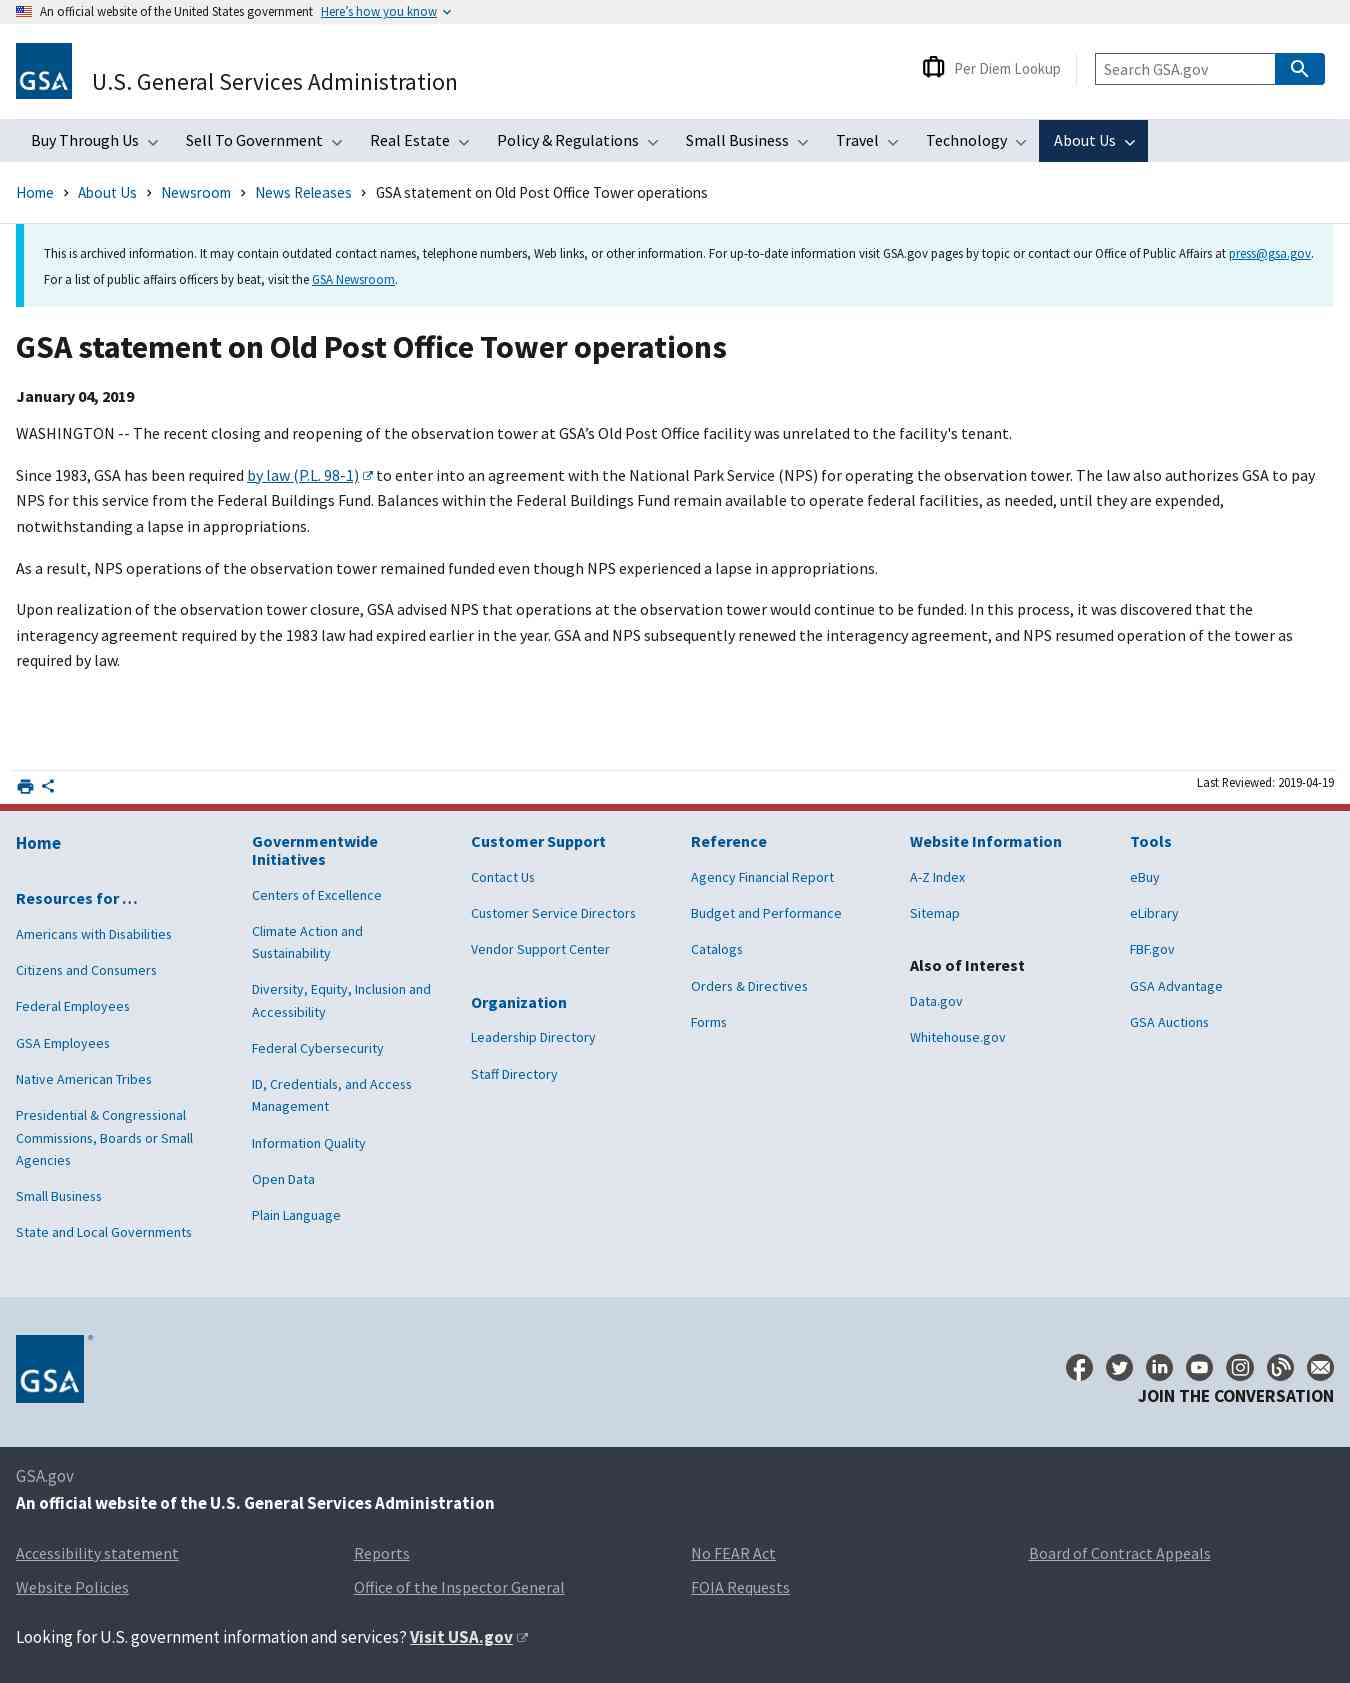 An official website of the United States government Here's how you know
GSA
U.S. General Services Administration
Per Diem Lookup
Search GSA.gov
Buy Through Us Sell To Government Real Estate Policy & Regulations Small Business Travel Technology About Us
Home About Us Newsroom News Releases GSA statement on Old Post Office Tower operations
This is archived information. It may contain outdated contact names, telephone numbers, Web links, or other information. For up-to-date information visit GSA.gov pages by topic or contact our Office of Public Affairs at press@gsa.gov.
For a list of public affairs officers by beat, visit the GSA Newsroom.
GSA statement on Old Post Office Tower operations
January 04, 2019
WASHINGTON -- The recent closing and reopening of the observation tower at GSA’s Old Post Office facility was unrelated to the facility's tenant.
Since 1983, GSA has been required by law (P.L. 98-1) to enter into an agreement with the National Park Service (NPS) for operating the observation tower. The law also authorizes GSA to pay
NPS for this service from the Federal Buildings Fund. Balances within the Federal Buildings Fund remain available to operate federal facilities, as needed, until they are expended,
notwithstanding a lapse in appropriations.
As a result, NPS operations of the observation tower remained funded even though NPS experienced a lapse in appropriations.
Upon realization of the observation tower closure, GSA advised NPS that operations at the observation tower would continue to be funded. In this process, it was discovered that the
interagency agreement required by the 1983 law had expired earlier in the year. GSA and NPS subsequently renewed the interagency agreement, and NPS resumed operation of the tower as
required by law.
Last Reviewed: 2019-04-19
Home
Resources for …
Americans with Disabilities
Citizens and Consumers
Federal Employees
GSA Employees
Native American Tribes
Presidential & Congressional
Commissions, Boards or Small
Agencies
Small Business
State and Local Governments
Governmentwide
Initiatives
Centers of Excellence
Climate Action and
Sustainability
Diversity, Equity, Inclusion and
Accessibility
Federal Cybersecurity
ID, Credentials, and Access
Management
Information Quality
Open Data
Plain Language
Customer Support
Contact Us
Customer Service Directors
Vendor Support Center
Organization
Leadership Directory
Staff Directory
Reference
Agency Financial Report
Budget and Performance
Catalogs
Orders & Directives
Forms
Website Information
A-Z Index
Sitemap
Also of Interest
Data.gov
Whitehouse.gov
Tools
eBuy
eLibrary
FBF.gov
GSA Advantage
GSA Auctions
GSA ®
JOIN THE CONVERSATION
GSA.gov
An official website of the U.S. General Services Administration
Accessibility statement Reports No FEAR Act Board of Contract Appeals
Website Policies Office of the Inspector General FOIA Requests
Looking for U.S. government information and services? Visit USA.gov